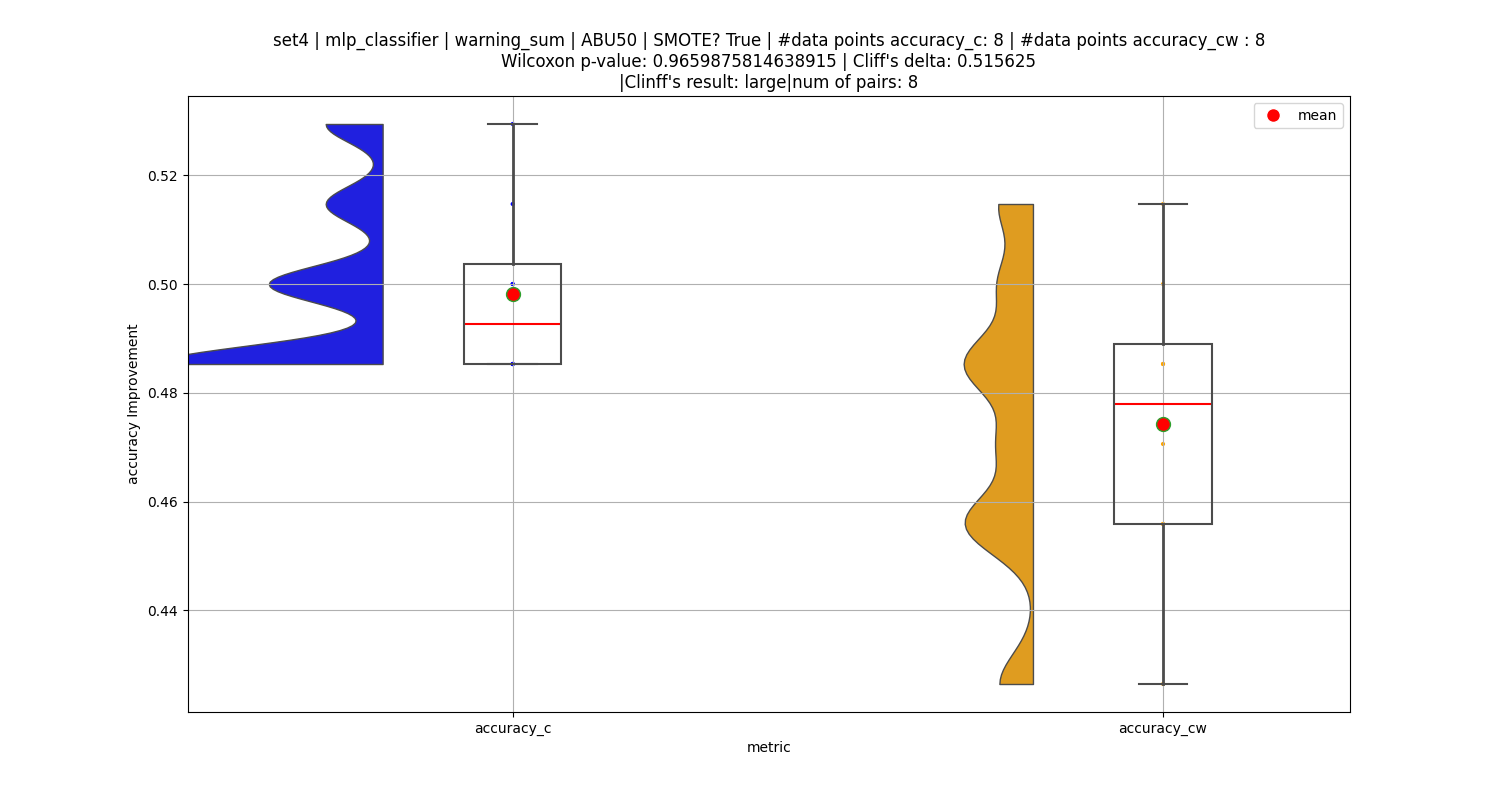 set4 | mlp_classifier | warning_sum | ABU50 | SMOTE? True | #data points accuracy_c: 8 | #data points accuracy_cw : 8
Wilcoxon p-value: 0.9659875814638915 | Cliff's delta: 0.515625
|Clinff's result: large|num of pairs: 8
mean
0.52
0.50
0.48
0.46
0.44
accuracy Improvement
accuracy_c
accuracy_cw
metric